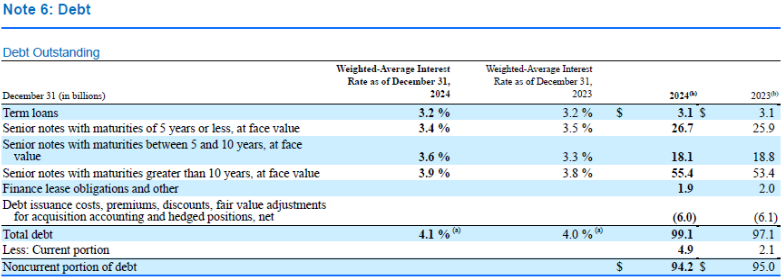 Note 6: Debt
Debt Outstanding
Weighted-Average Interest Rate as of December 31, 2024 Weighted-Average Interest Rate as of December 31, 2023
December 31 (in billions) 2024(b) 2023(b)
Term loans 3.2 % 3.2 % $ 3.1 $ 3.1
Senior notes with maturities of 5 years or less, at face value 3.4 % 3.5 % 26.7 25.9
Senior notes with maturities between 5 and 10 years, at face
value 3.6 % 3.3 % 18.1 18.8
Senior notes with maturities greater than 10 years, at face value 3.9 % 3.8 % 55.4 53.4
Finance lease obligations and other 1.9 2.0
Debt issuance costs, premiums, discounts, fair value adjustments
for acquisition accounting and hedged positions, net (6.0) (6.1)
Total debt 4.1 % (a) 4.0 % (a) 99.1 97.1
Less: Current portion 4.9 2.1
Noncurrent portion of debt $ 94.2 $ 95.0